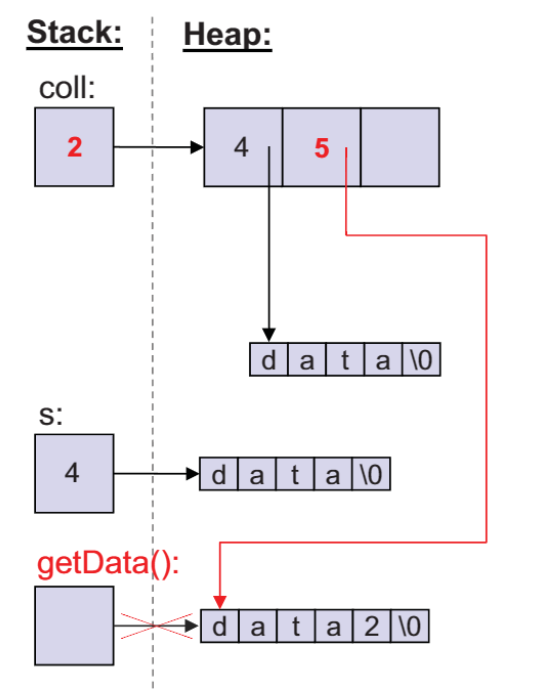 Stack: Heap:
coll:
2 4 5
d a t a \0
s:
4 d a t a \0
getData():
d a t a 2 \0